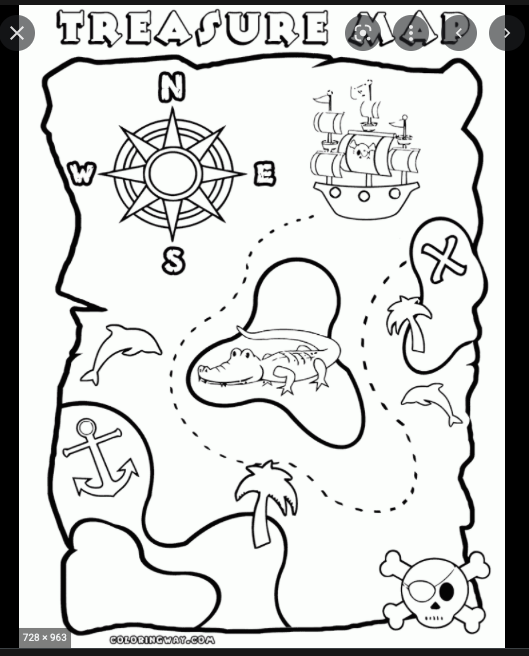 TREASURE MAP
N
W E
S
X
728 × 963
COLORINGWAY.COM